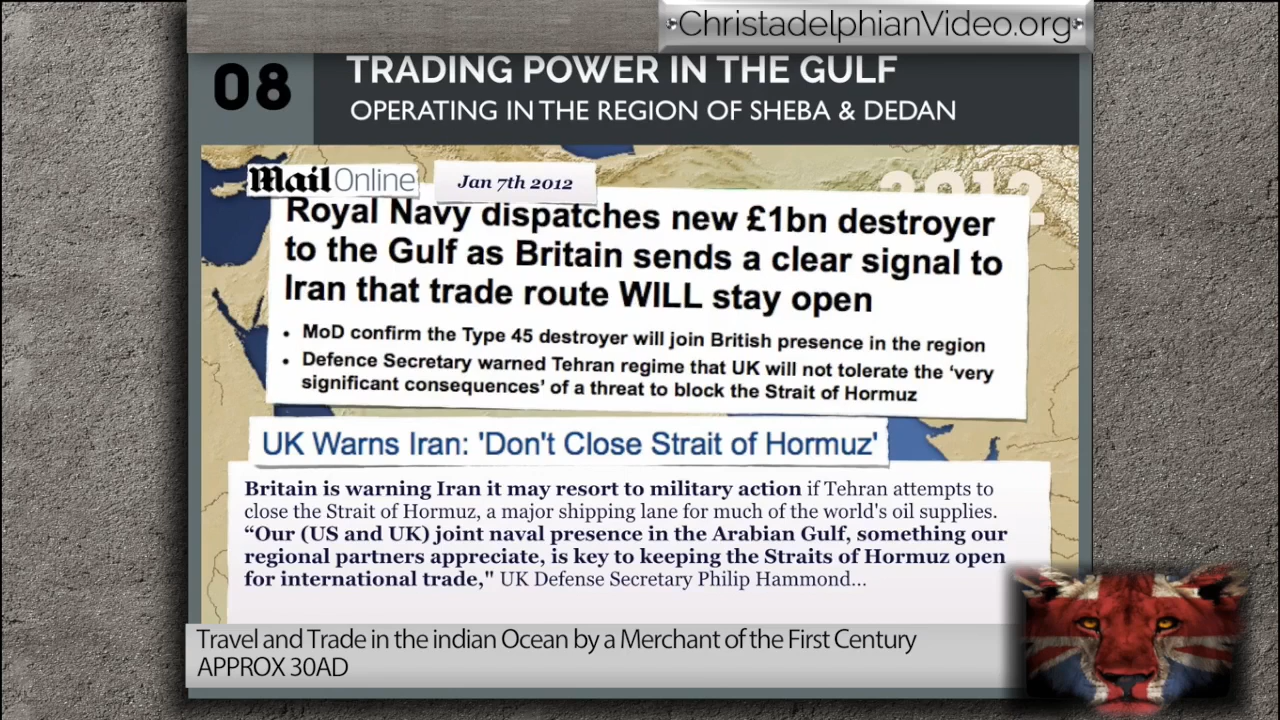 ChristadelphianVideo.org
08
TRADING POWER IN THE GULF
OPERATING IN THE REGION OF SHEBA & DEDAN
Mail Online
Jan 7th 2012
2012
Royal Navy dispatches new £1bn destroyer
to the Gulf as Britain sends a clear signal to
Iran that trade route WILL stay open
• MoD confirm the Type 45 destroyer will join British presence in the region
• Defence Secretary warned Tehran regime that UK will not tolerate the ‘very
significant consequences’ of a threat to block the Strait of Hormuz
UK Warns Iran: 'Don't Close Strait of Hormuz'
Britain is warning Iran it may resort to military action if Tehran attempts to
close the Strait of Hormuz, a major shipping lane for much of the world's oil supplies.
“Our (US and UK) joint naval presence in the Arabian Gulf, something our
regional partners appreciate, is key to keeping the Straits of Hormuz open
for international trade," UK Defense Secretary Philip Hammond...
Travel and Trade in the indian Ocean by a Merchant of the First Century
APPROX 30AD